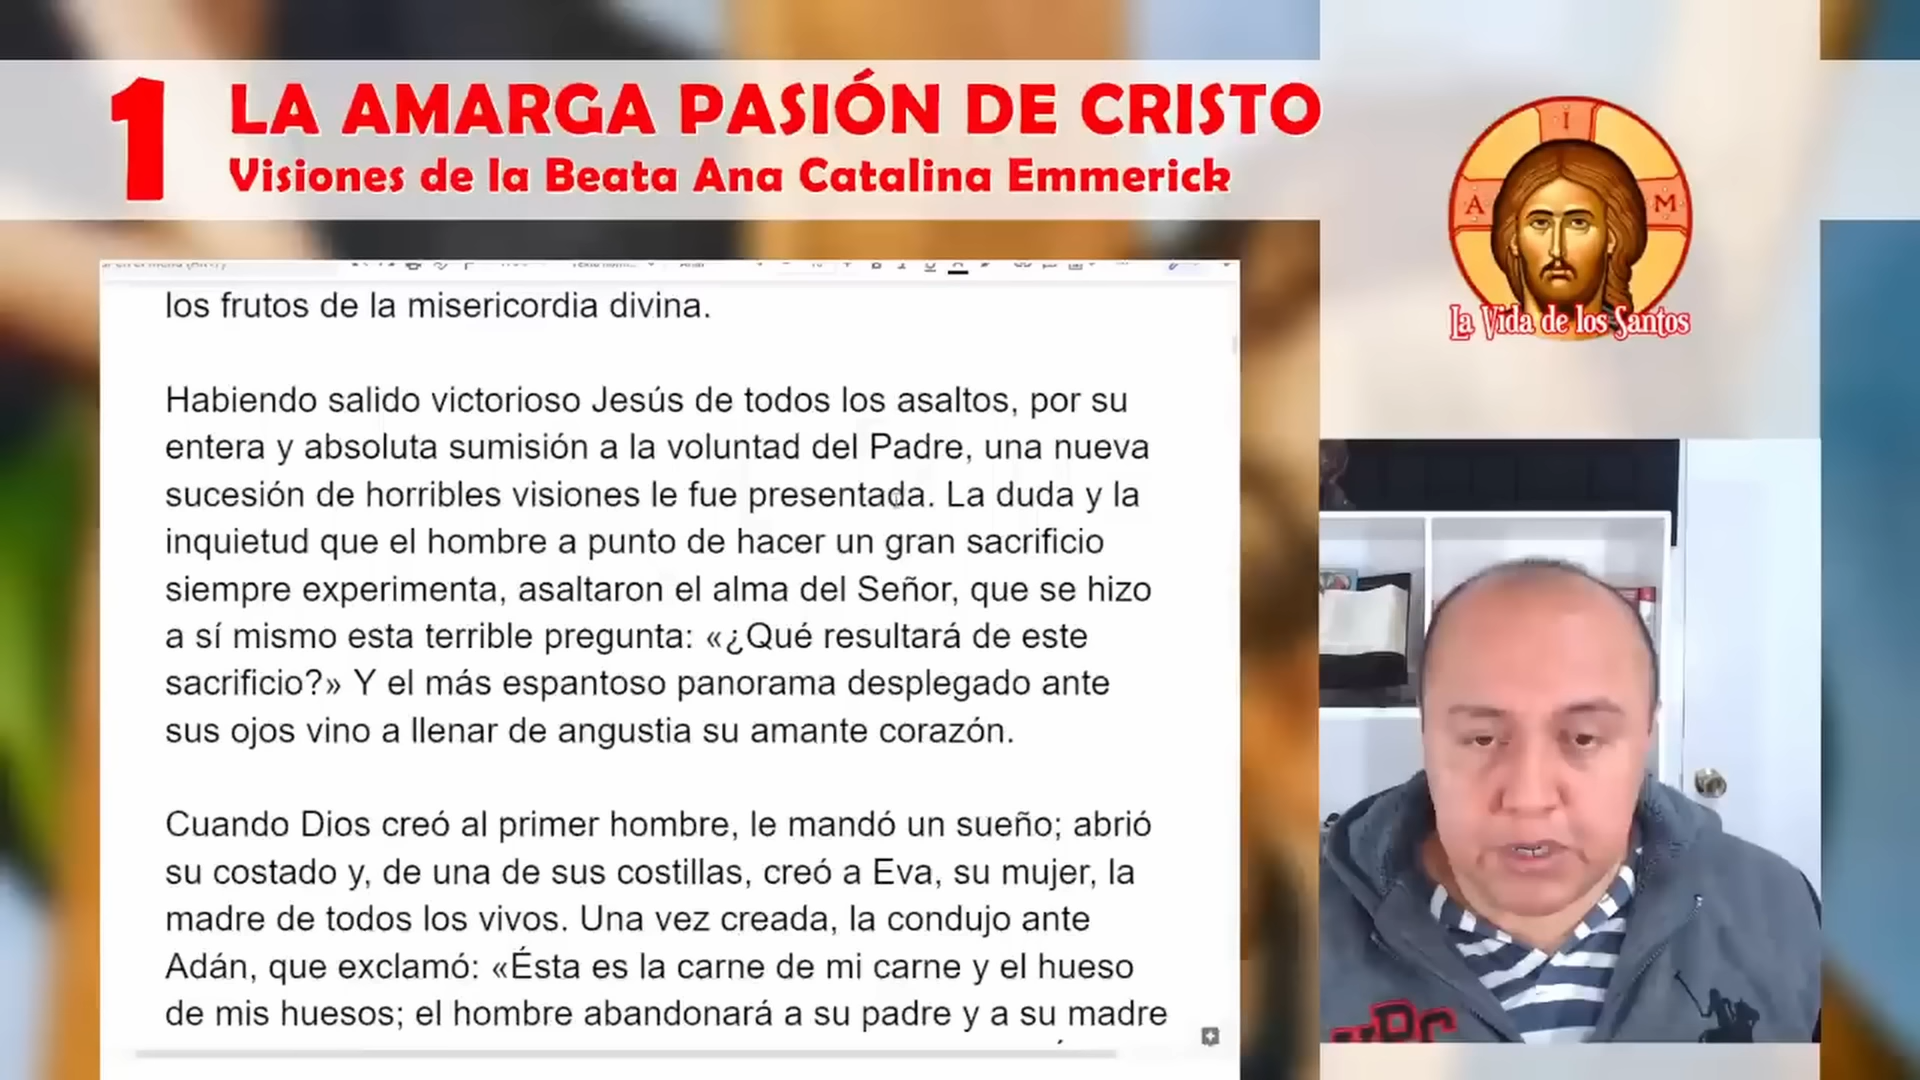 1
LA AMARGA PASIÓN DE CRISTO
Visiones de la Beata Ana Catalina Emmerick
I
A M
La Vida de los Santos
los frutos de la misericordia divina.
Habiendo salido victorioso Jesús de todos los asaltos, por su
entera y absoluta sumisión a la voluntad del Padre, una nueva
sucesión de horribles visiones le fue presentada. La duda y la
inquietud que el hombre a punto de hacer un gran sacrificio
siempre experimenta, asaltaron el alma del Señor, que se hizo
a sí mismo esta terrible pregunta: «¿Qué resultará de este
sacrificio?» Y el más espantoso panorama desplegado ante
sus ojos vino a llenar de angustia su amante corazón.
Cuando Dios creó al primer hombre, le mandó un sueño; abrió
su costado y, de una de sus costillas, creó a Eva, su mujer, la
madre de todos los vivos. Una vez creada, la condujo ante
Adán, que exclamó: «Ésta es la carne de mi carne y el hueso
de mis huesos; el hombre abandonará a su padre y a su madre